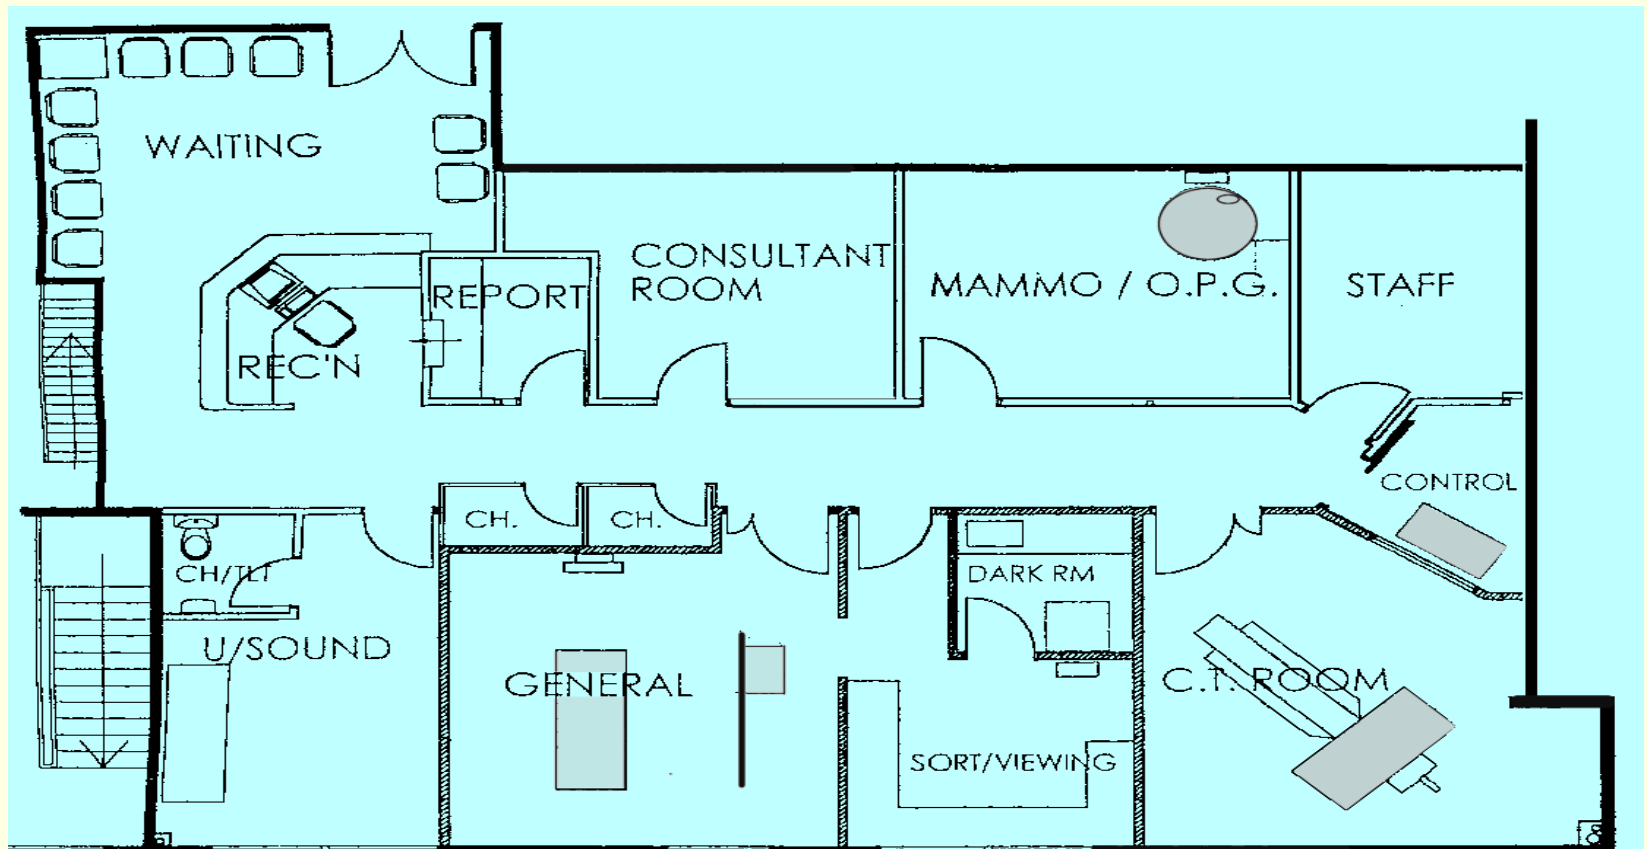 WAITING
CONSULTANT
ROOM
REPORT
MAMMO / O.P.G.
STAFF
REC'N
CONTROL
CH.
CH.
CH/TLT
DARK RM
U/SOUND
GENERAL
C.T. ROOM
SORT/VIEWING